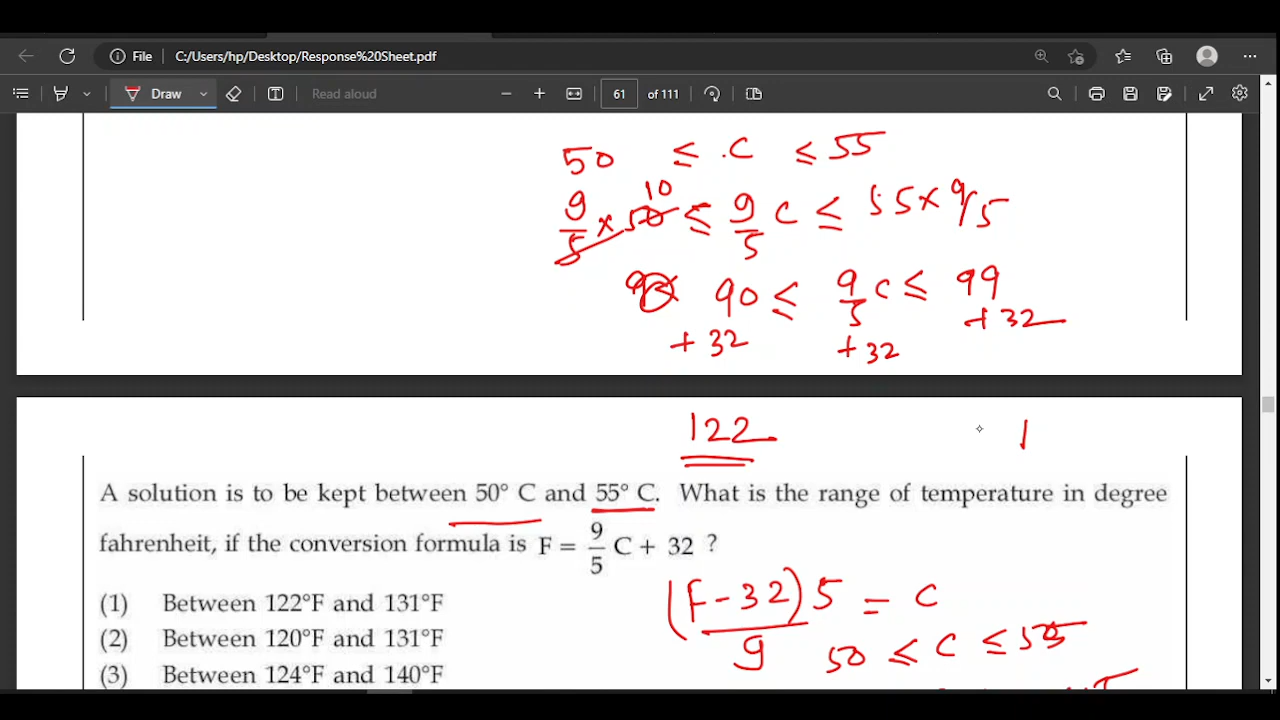 File C:/Users/hp/Desktop/Response%20Sheet.pdf
Draw Read aloud 61 of 111
50 ≤ C ≤ 55
9/5 × 50 10 ≤ 9/5 C ≤ 55 × 9/5
90 ≤ 9/5 C ≤ 99
+ 32 + 32 + 32
122 1
A solution is to be kept between 50° C and 55° C. What is the range of temperature in degree
fahrenheit, if the conversion formula is F = 9/5 C + 32 ?
(F - 32) 5 / 9 = C
(1) Between 122°F and 131°F
(2) Between 120°F and 131°F
50 ≤ C ≤ 55
(3) Between 124°F and 140°F